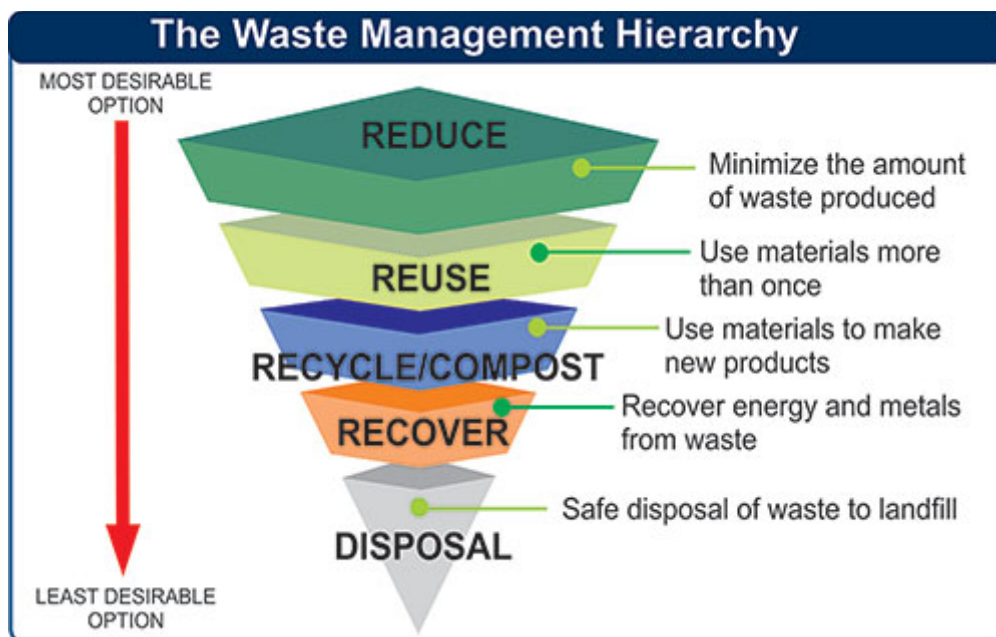 The Waste Management Hierarchy
MOST DESIRABLE
OPTION
REDUCE
Minimize the amount
of waste produced
REUSE
Use materials more
than once
RECYCLE/COMPOST
Use materials to make
new products
RECOVER
Recover energy and metals
from waste
DISPOSAL
Safe disposal of waste to landfill
LEAST DESIRABLE
OPTION